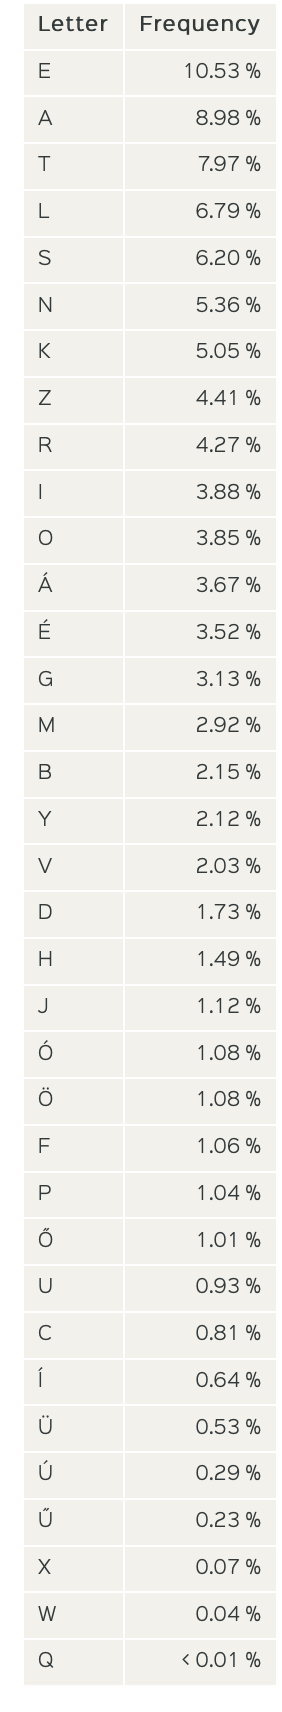 Letter Frequency
E 10.53 %
A 8.98 %
T 7.97 %
L 6.79 %
S 6.20 %
N 5.36 %
K 5.05 %
Z 4.41 %
R 4.27 %
I 3.88 %
O 3.85 %
Á 3.67 %
É 3.52 %
G 3.13 %
M 2.92 %
B 2.15 %
Y 2.12 %
V 2.03 %
D 1.73 %
H 1.49 %
J 1.12 %
Ó 1.08 %
Ö 1.08 %
F 1.06 %
P 1.04 %
Ő 1.01 %
U 0.93 %
C 0.81 %
Í 0.64 %
Ü 0.53 %
Ú 0.29 %
Ű 0.23 %
X 0.07 %
W 0.04 %
Q < 0.01 %